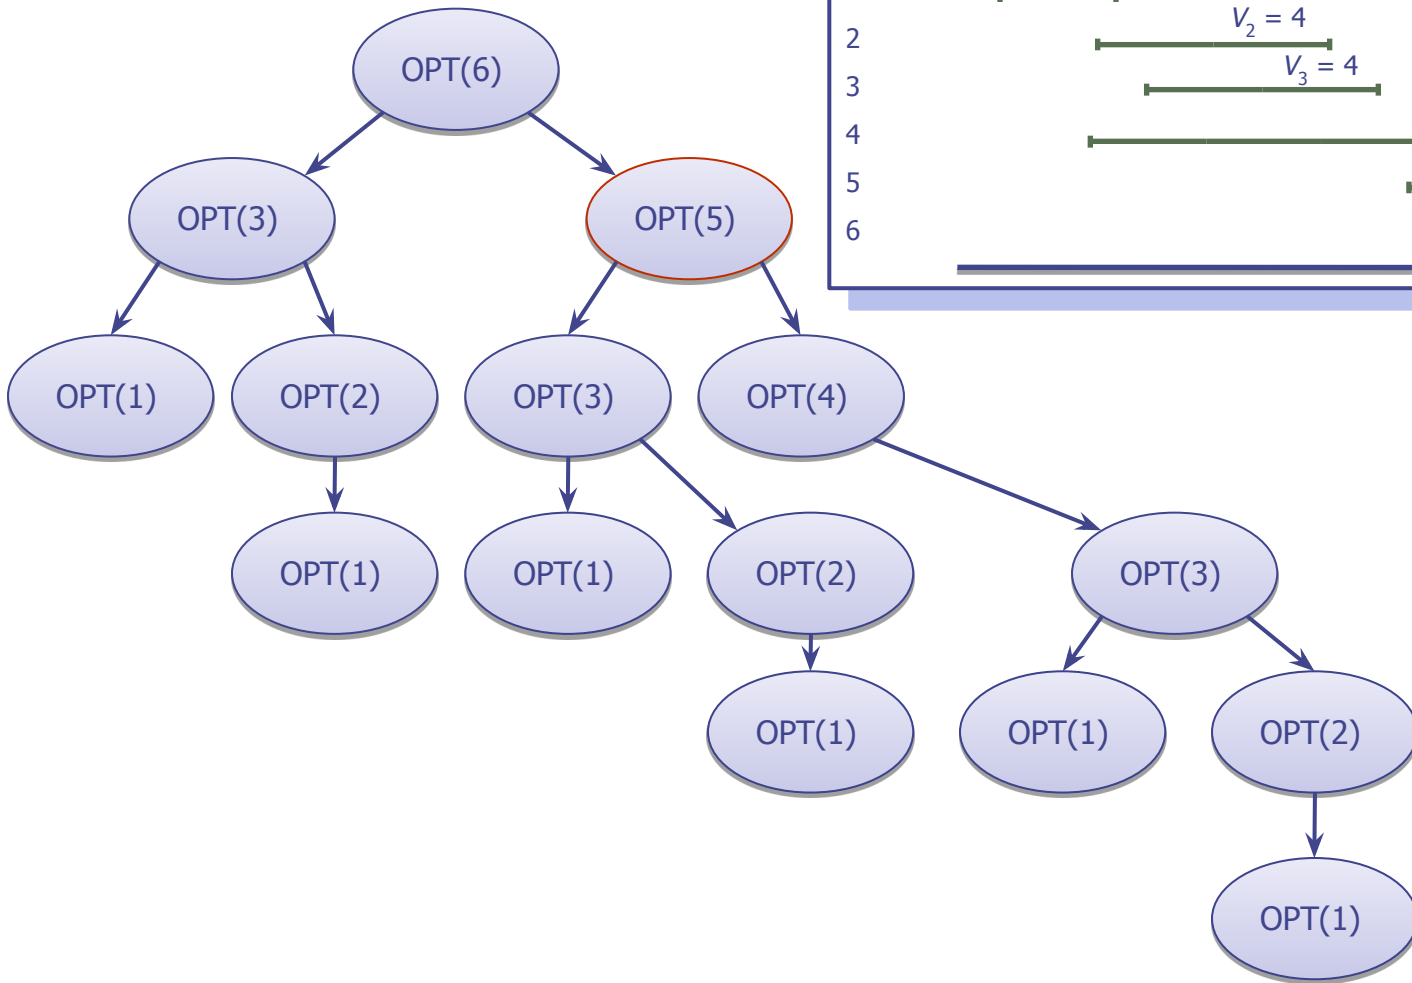 V2 = 4
2
V3 = 4
3
4
5
6
OPT(6)
OPT(3)
OPT(5)
OPT(1)
OPT(2)
OPT(3)
OPT(4)
OPT(1)
OPT(1)
OPT(2)
OPT(3)
OPT(1)
OPT(1)
OPT(2)
OPT(1)